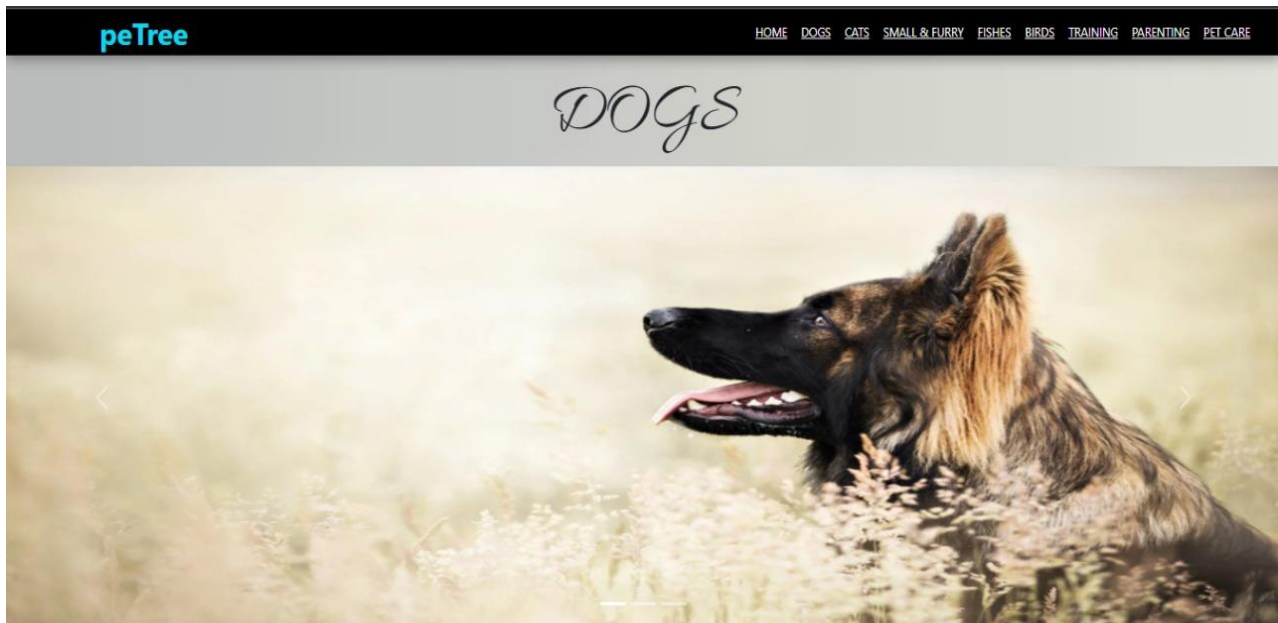 peTree
HOME DOGS CATS SMALL & FURRY FISHES BIRDS TRAINING PARENTING PET CARE
DOGS